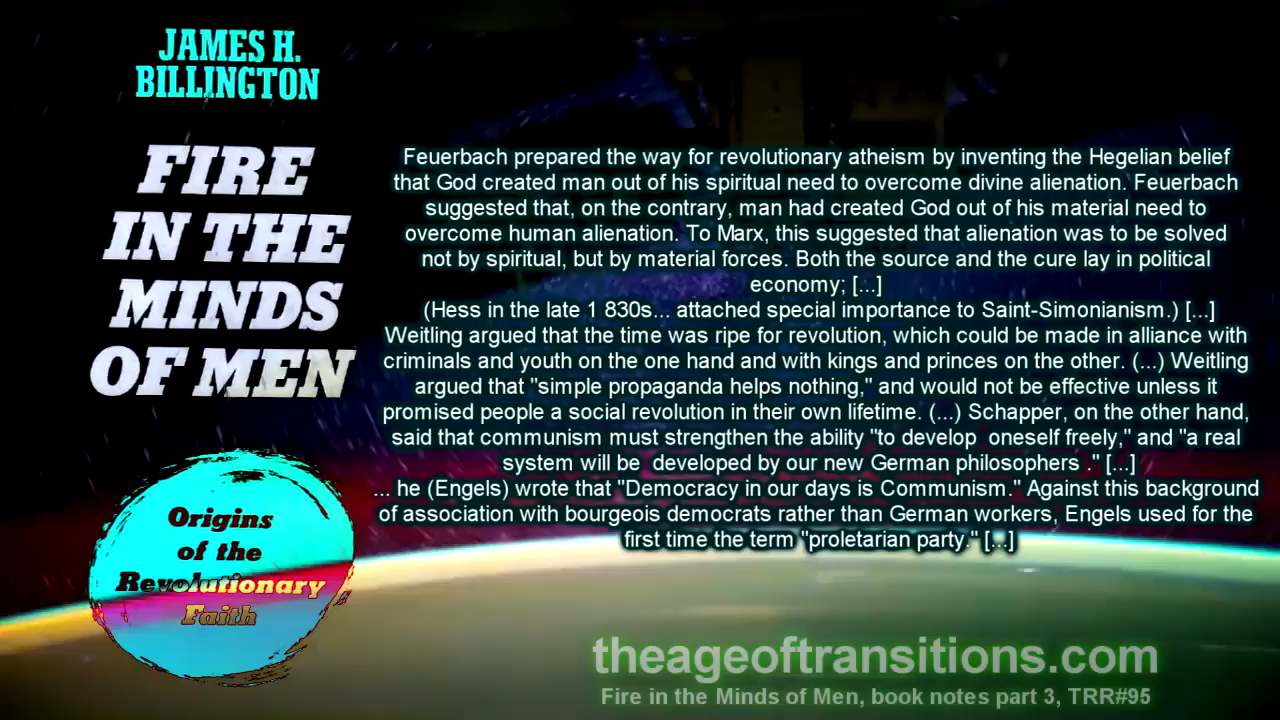 JAMES H.
BILLINGTON
FIRE
IN THE
MINDS
OF MEN
Origins
of the
Revolutionary
Faith
Feuerbach prepared the way for revolutionary atheism by inventing the Hegelian belief
that God created man out of his spiritual need to overcome divine alienation. Feuerbach
suggested that, on the contrary, man had created God out of his material need to
overcome human alienation. To Marx, this suggested that alienation was to be solved
not by spiritual, but by material forces. Both the source and the cure lay in political
economy; [...]
(Hess in the late 1 830s... attached special importance to Saint-Simonianism.) [...]
Weitling argued that the time was ripe for revolution, which could be made in alliance with
criminals and youth on the one hand and with kings and princes on the other. (...) Weitling
argued that "simple propaganda helps nothing," and would not be effective unless it
promised people a social revolution in their own lifetime. (...) Schapper, on the other hand,
said that communism must strengthen the ability "to develop  oneself freely," and "a real
system will be  developed by our new German philosophers ." [...]
... he (Engels) wrote that "Democracy in our days is Communism." Against this background
of association with bourgeois democrats rather than German workers, Engels used for the
first time the term "proletarian party." [...]
theageoftransitions.com
Fire in the Minds of Men, book notes part 3, TRR#95